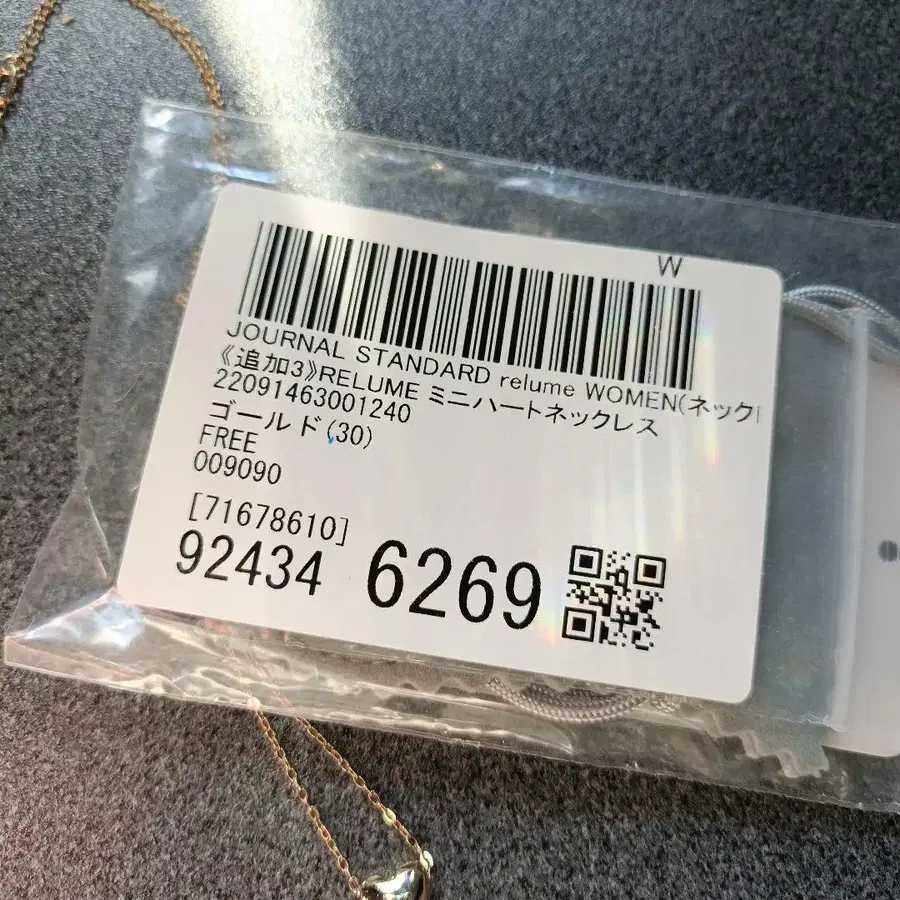 W
JOURNAL STANDARD relume WOMEN(ネック
《追加3》RELUME ミニハートネックレス
22091463001240
ゴールド(30)
FREE
009090
[71678610]
92434 6269